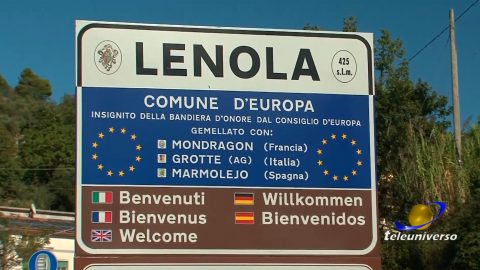 LENOLA
425
s.l.m.
COMUNE D'EUROPA
INSIGNITO DELLA BANDIERA D'ONORE DAL CONSIGLIO D'EUROPA
GEMELLATO CON:
MONDRAGON (Francia)
GROTTE (AG) (Italia)
MARMOLEJO (Spagna)
Benvenuti
Willkommen
Bienvenus
Bienvenidos
Welcome
teleuniverso